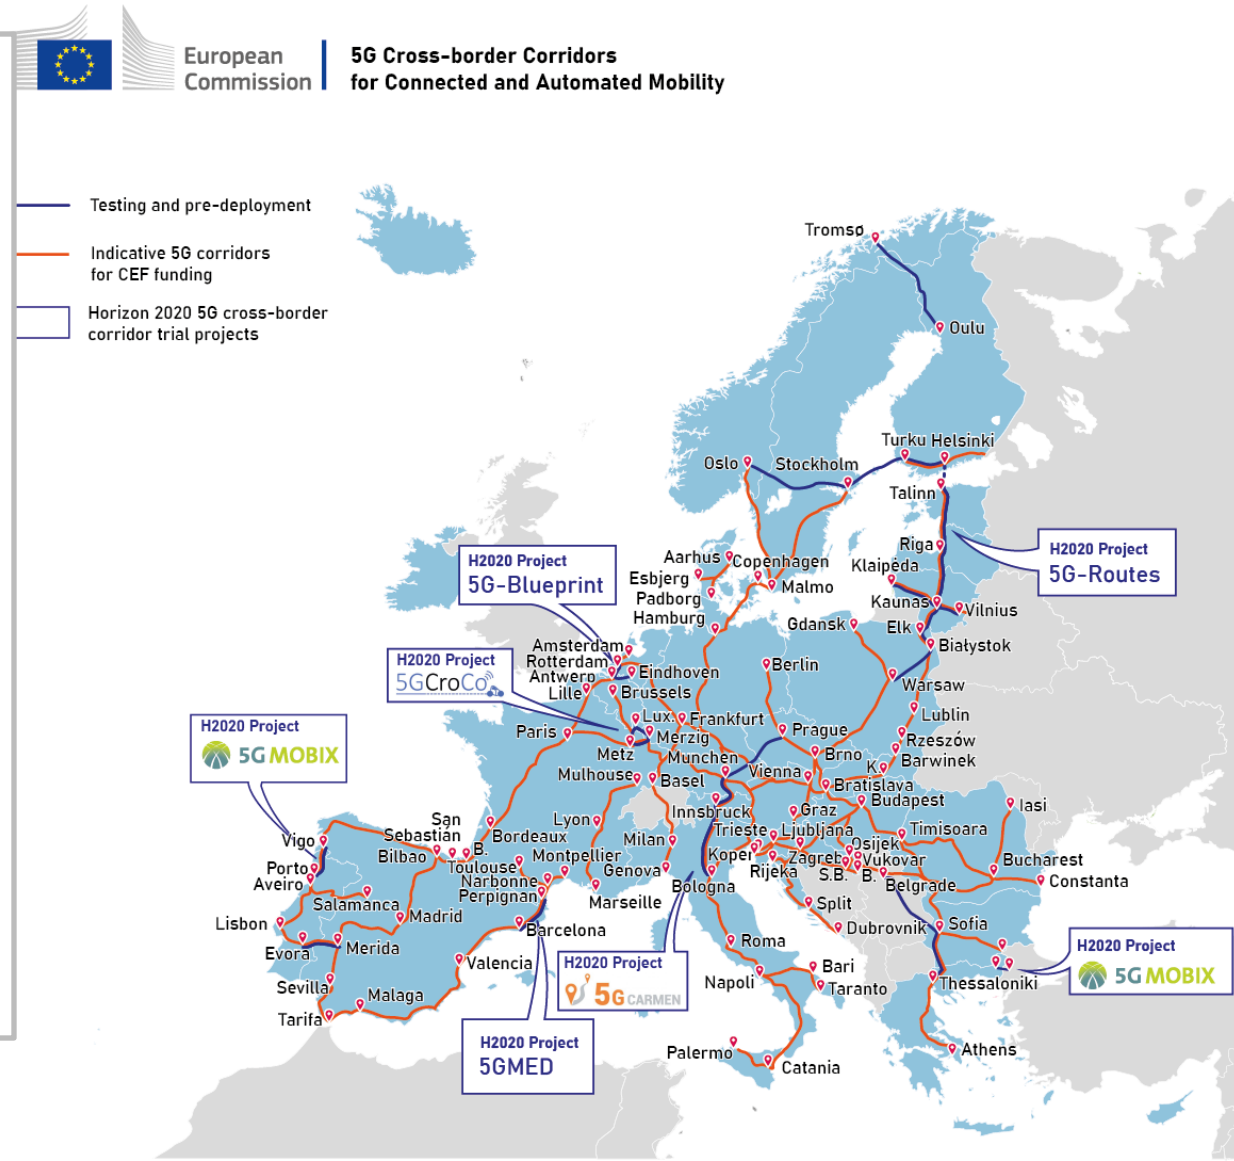 European
Commission
5G Cross-border Corridors
for Connected and Automated Mobility
Testing and pre-deployment
Indicative 5G corridors
for CEF funding
Horizon 2020 5G cross-border
corridor trial projects
Tromsø
Oulu
Turku Helsinki
Oslo
Stockholm
Talinn
Riga
H2020 Project
5G-Routes
H2020 Project
5G-Blueprint
Aarhus
Copenhagen
Klaipėda
Esbjerg
Malmo
Padborg
Kaunas
Vilnius
Hamburg
Gdansk
Elk
Białystok
Amsterdam
Rotterdam
Antwerp
Eindhoven
Berlin
Lille
Brussels
Warsaw
H2020 Project
5GCroCo
Lux.
Frankfurt
Lublin
Paris
Merzig
Prague
Rzeszów
H2020 Project
5G MOBIX
Metz
Munchen
Brno
Barwinek
Mulhouse
Basel
Vienna
K.
Bratislava
Innsbruck
Budapest
Iasi
Lyon
Graz
San
Sebastian
Bordeaux
Milan
Trieste
Ljubljana
Timisoara
Vigo
Bilbao
B.
Montpellier
Koper
Osijek
Toulouse
Zagreb
Vukovar
Bucharest
Porto
Narbonne
Genova
Rijeka
S.B.
B.
Aveiro
Perpignan
Bologna
Belgrade
Constanta
Salamanca
Marseille
Split
Lisbon
Madrid
Barcelona
Dubrovnik
Sofia
Evora
Merida
Roma
H2020 Project
5G MOBIX
Valencia
H2020 Project
5G CARMEN
Bari
Sevilla
Napoli
Taranto
Thessaloniki
Malaga
Tarifa
H2020 Project
5GMED
Palermo
Catania
Athens